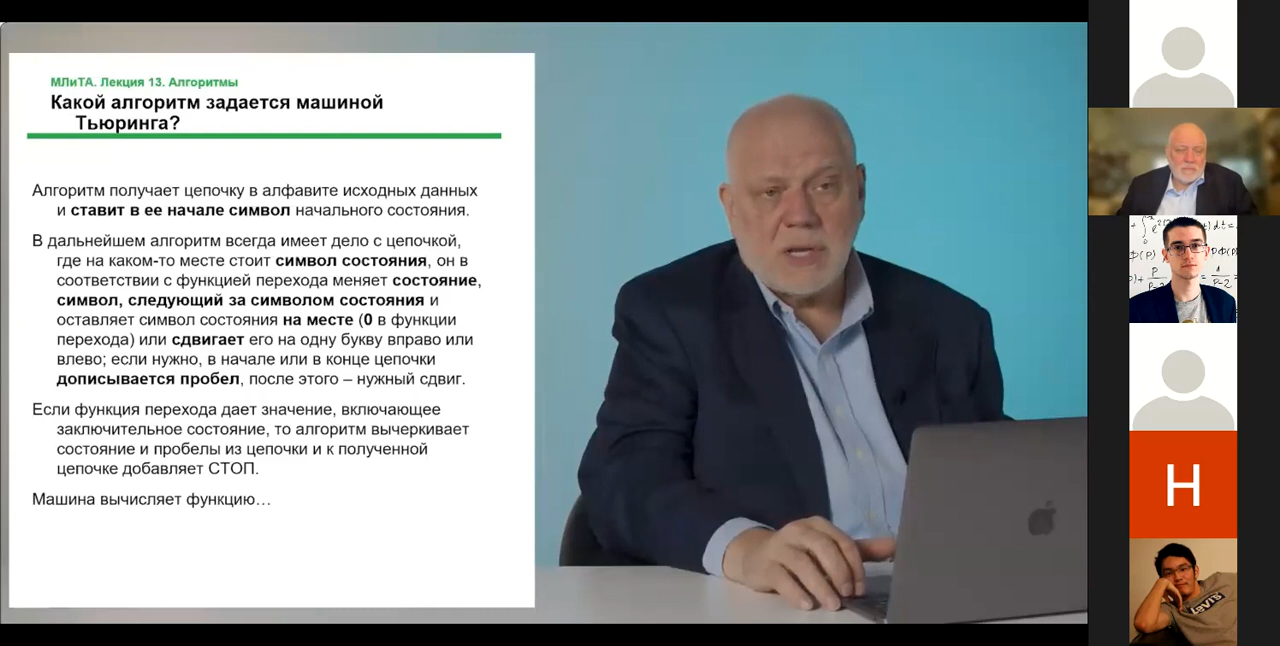 МЛиТА. Лекция 13. Алгоритмы
Какой алгоритм задается машиной
Тьюринга?
Алгоритм получает цепочку в алфавите исходных данных
и ставит в ее начале символ начального состояния.
В дальнейшем алгоритм всегда имеет дело с цепочкой,
где на каком-то месте стоит символ состояния, он в
соответствии с функцией перехода меняет состояние,
символ, следующий за символом состояния и
оставляет символ состояния на месте (0 в функции
перехода) или сдвигает его на одну букву вправо или
влево; если нужно, в начале или в конце цепочки
дописывается пробел, после этого – нужный сдвиг.
Если функция перехода дает значение, включающее
заключительное состояние, то алгоритм вычеркивает
состояние и пробелы из цепочки и к полученной
цепочке добавляет СТОП.
Машина вычисляет функцию…
Н
Levi's